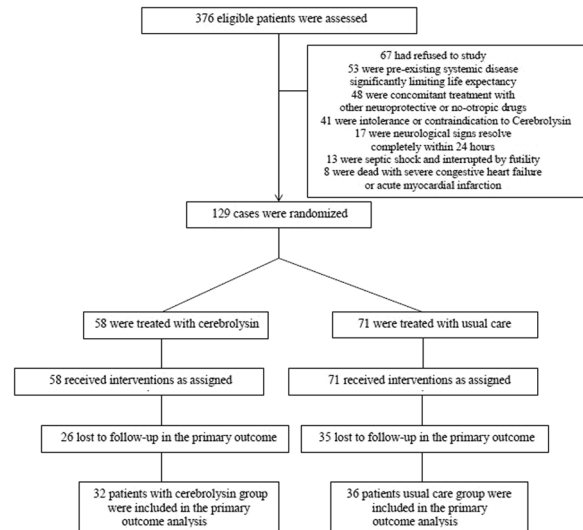 376 eligible patients were assessed
67 had refused to study
53 were pre-existing systemic disease
significantly limiting life expectancy
48 were concomitant treatment with
other neuroprotective or no-otropic drugs
41 were intolerance or contraindication to Cerebrolysin
17 were neurological signs resolve
completely within 24 hours
13 were septic shock and interrupted by futility
8 were dead with severe congestive heart failure
or acute myocardial infarction
129 cases were randomized
58 were treated with cerebrolysin
71 were treated with usual care
58 received interventions as assigned
71 received interventions as assigned
26 lost to follow-up in the primary outcome
35 lost to follow-up in the primary outcome
32 patients with cerebrolysin group
were included in the primary
outcome analysis
36 patients usual care group were
included in the primary
outcome analysis